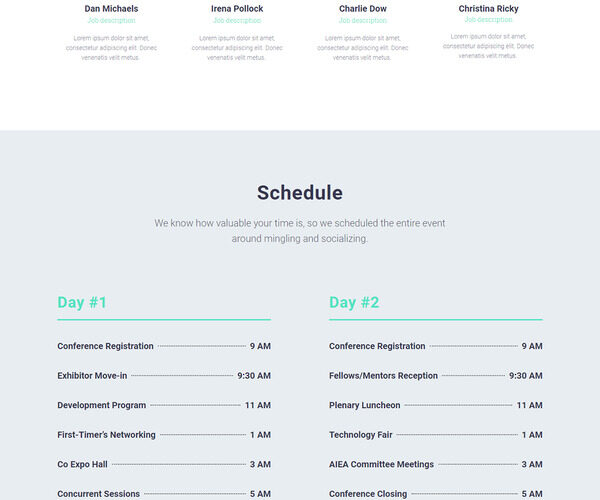 Dan Michaels
Job description
Lorem ipsum dolor sit amet,
consectetur adipiscing elit. Donec
venenatis velit metus.
Irena Pollock
Job description
Lorem ipsum dolor sit amet,
consectetur adipiscing elit. Donec
venenatis velit metus.
Charlie Dow
Job description
Lorem ipsum dolor sit amet,
consectetur adipiscing elit. Donec
venenatis velit metus.
Christina Ricky
Job description
Lorem ipsum dolor sit amet,
consectetur adipiscing elit. Donec
venenatis velit metus.
Schedule
We know how valuable your time is, so we scheduled the entire event
around mingling and socializing.
Day #1
Conference Registration 9 AM
Exhibitor Move-in 9:30 AM
Development Program 11 AM
First-Timer's Networking 1 AM
Co Expo Hall 3 AM
Concurrent Sessions 5 AM
Day #2
Conference Registration 9 AM
Fellows/Mentors Reception 9:30 AM
Plenary Luncheon 11 AM
Technology Fair 1 AM
AIEA Committee Meetings 3 AM
Conference Closing 5 AM